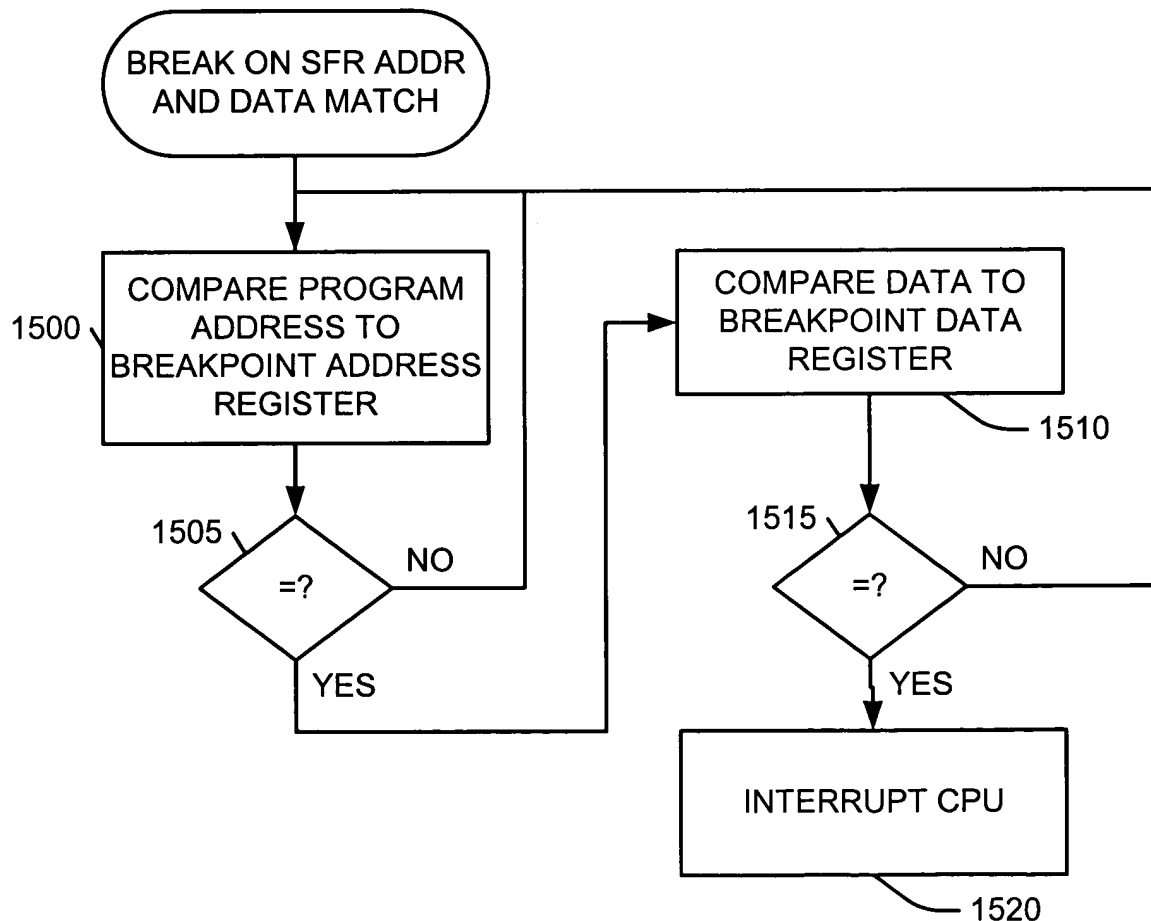 BREAK ON SFR ADDR
AND DATA MATCH
1500
COMPARE PROGRAM
ADDRESS TO
BREAKPOINT ADDRESS
REGISTER
1505
=?
NO
YES
COMPARE DATA TO
BREAKPOINT DATA
REGISTER
1510
1515
=?
NO
YES
INTERRUPT CPU
1520